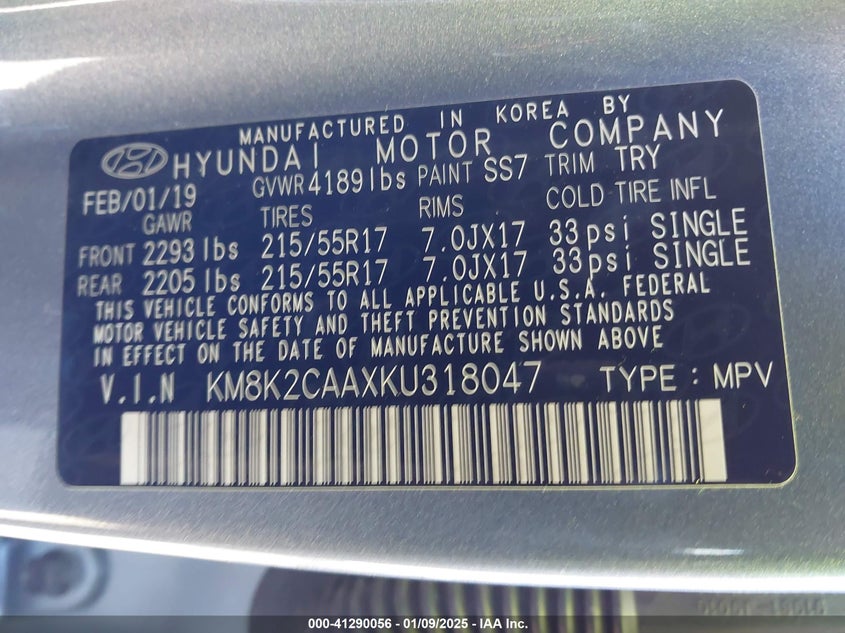 MANUFACTURED IN KOREA BY
HYUNDAI MOTOR COMPANY
FEB/01/19 GVWR 4189lbs PAINT SS7 TRIM TRY
GAWR TIRES RIMS COLD TIRE INFL
FRONT 2293 lbs 215/55R17 7.0JX17 33psi SINGLE
REAR 2205 lbs 215/55R17 7.0JX17 33psi SINGLE
THIS VEHICLE CONFORMS TO ALL APPLICABLE U.S.A. FEDERAL
MOTOR VEHICLE SAFETY AND THEFT PREVENTION STANDARDS
IN EFFECT ON THE DATE OF MANUFACTURE SHOWN ABOVE
V.I.N KM8K2CAAXKU318047 TYPE : MPV
000-41290056 - 01/09/2025 - IAA Inc.